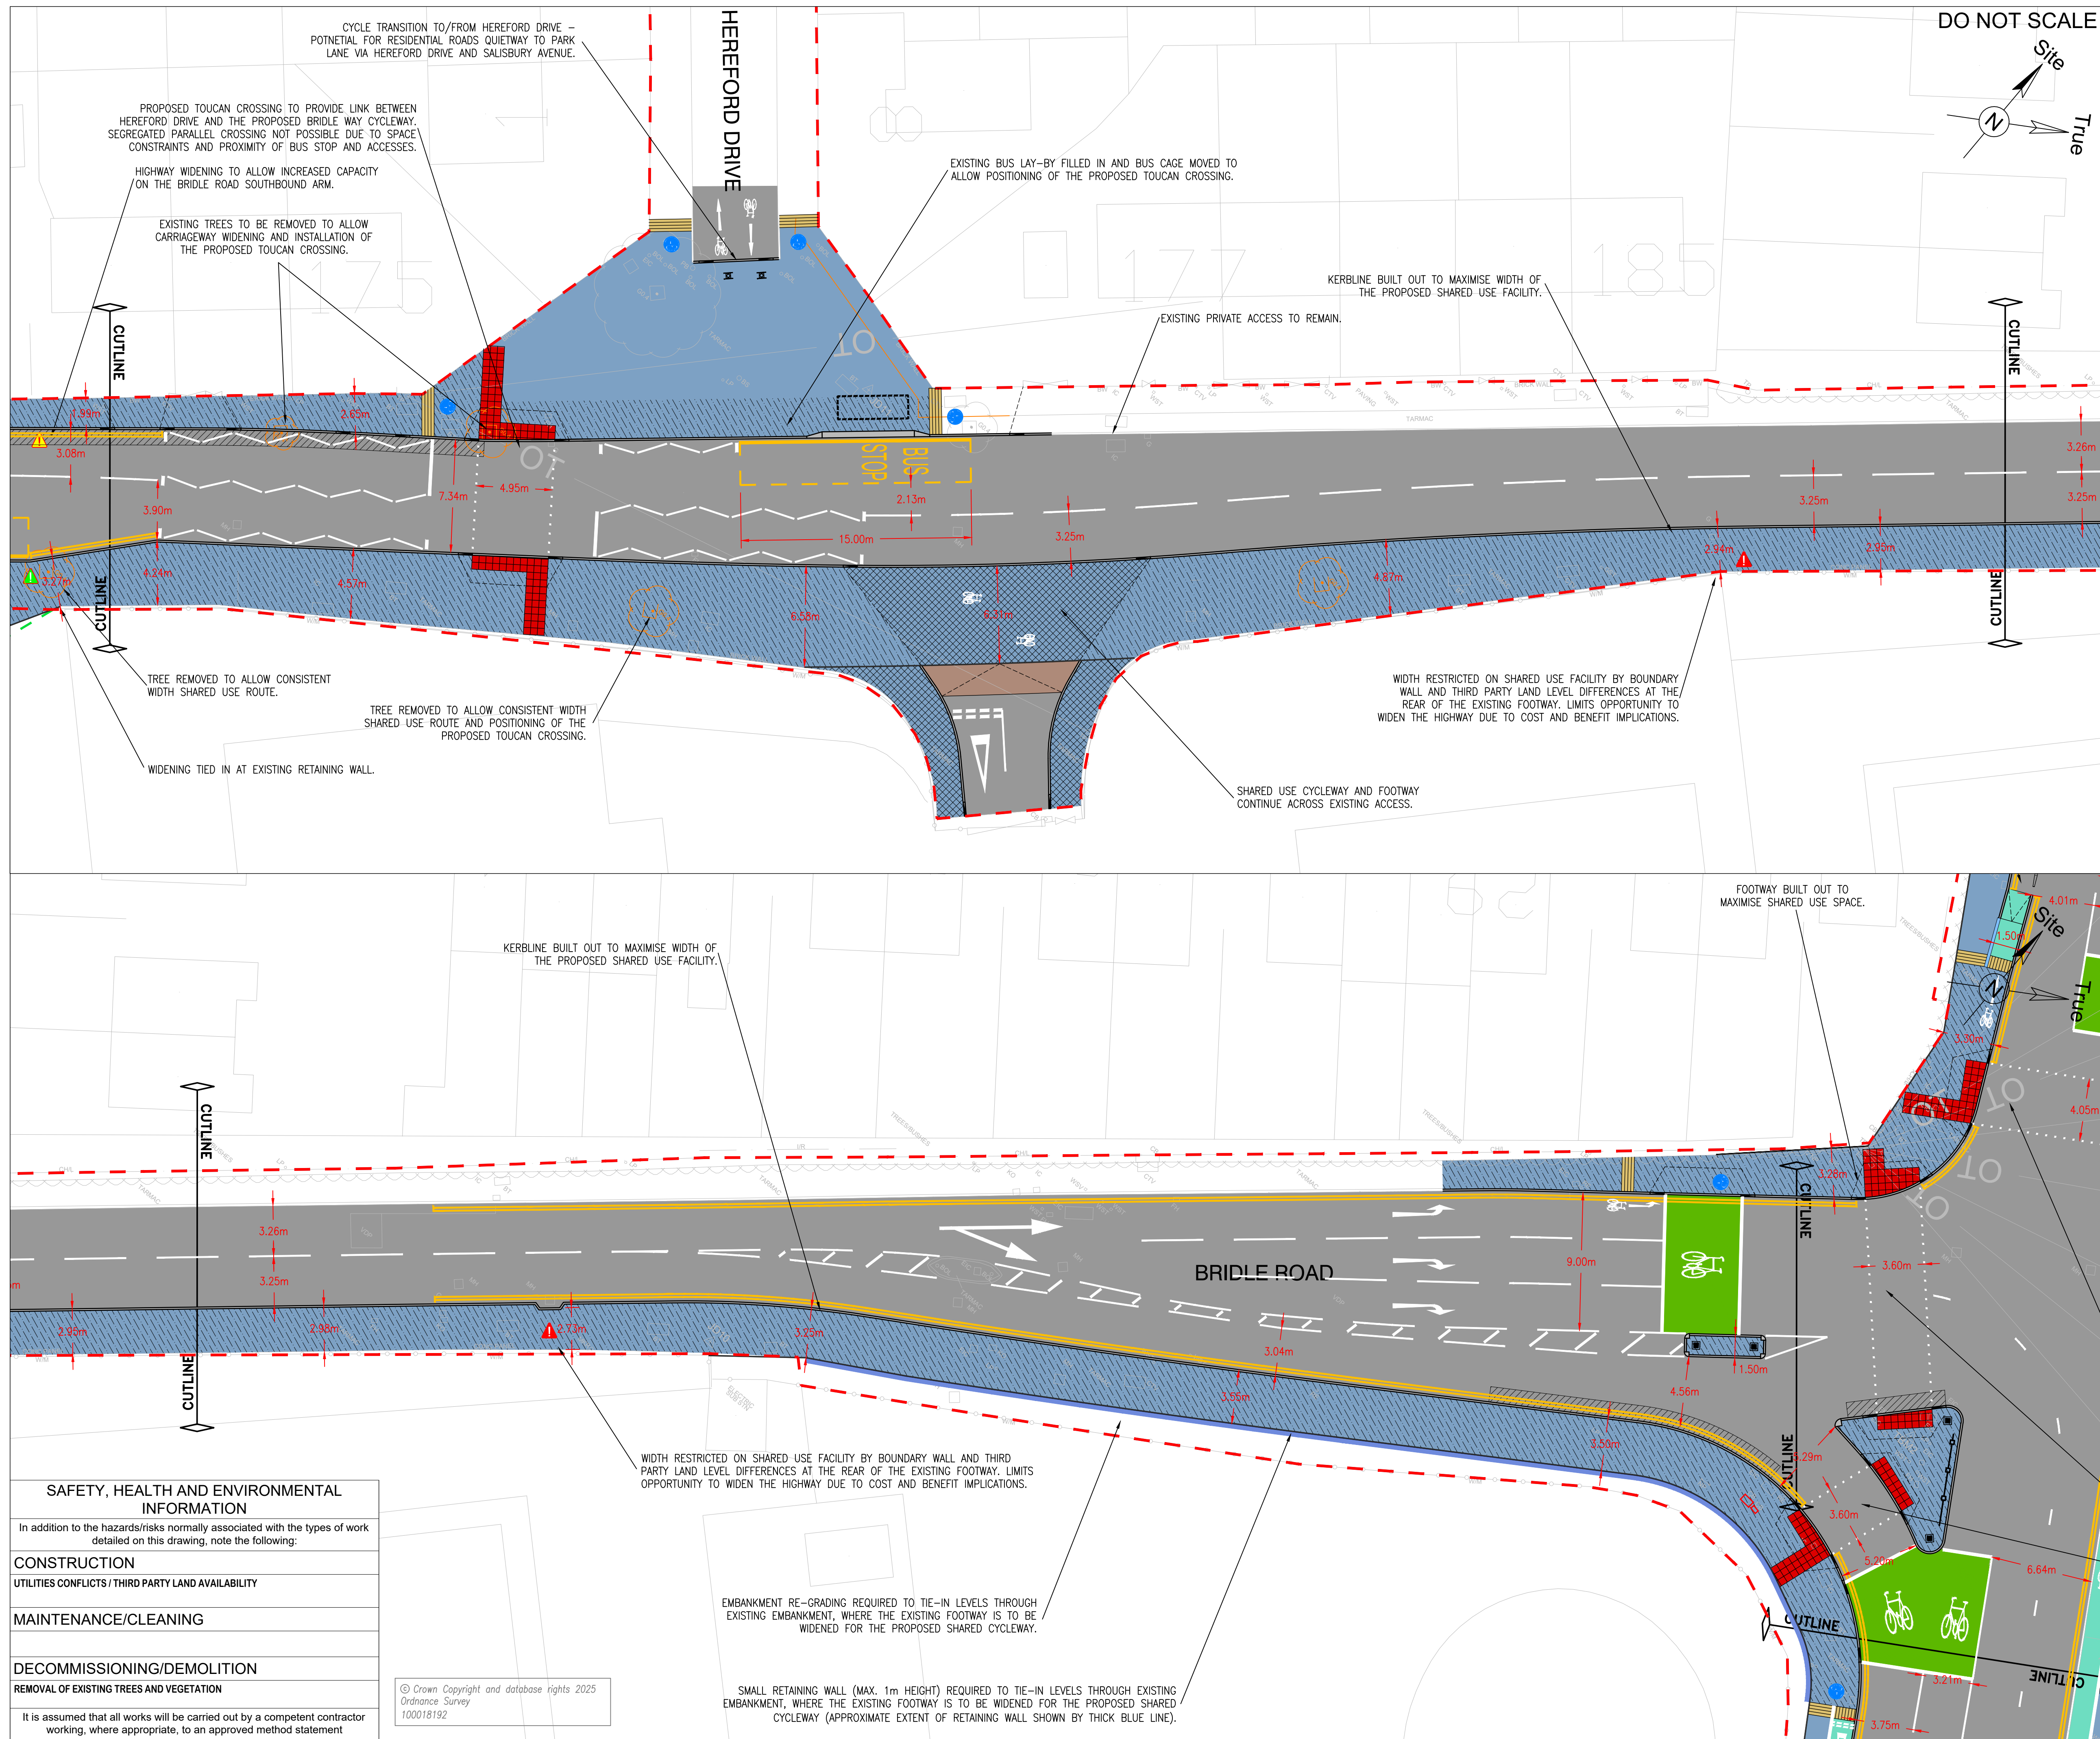 DO NOT SCALE
Site
N
True
HEREFORD DRIVE
CYCLE TRANSITION TO/FROM HEREFORD DRIVE –
POTNETIAL FOR RESIDENTIAL ROADS QUIETWAY TO PARK
LANE VIA HEREFORD DRIVE AND SALISBURY AVENUE.
PROPOSED TOUCAN CROSSING TO PROVIDE LINK BETWEEN
HEREFORD DRIVE AND THE PROPOSED BRIDLE WAY CYCLEWAY.
SEGREGATED PARALLEL CROSSING NOT POSSIBLE DUE TO SPACE
CONSTRAINTS AND PROXIMITY OF BUS STOP AND ACCESSES.
HIGHWAY WIDENING TO ALLOW INCREASED CAPACITY
ON THE BRIDLE ROAD SOUTHBOUND ARM.
EXISTING TREES TO BE REMOVED TO ALLOW
CARRIAGEWAY WIDENING AND INSTALLATION OF
THE PROPOSED TOUCAN CROSSING.
EXISTING BUS LAY–BY FILLED IN AND BUS CAGE MOVED TO
ALLOW POSITIONING OF THE PROPOSED TOUCAN CROSSING.
KERBLINE BUILT OUT TO MAXIMISE WIDTH OF
THE PROPOSED SHARED USE FACILITY.
EXISTING PRIVATE ACCESS TO REMAIN.
175
177
185
CUTLINE
CUTLINE
1.99m
2.65m
3.08m
3.90m
7.34m
4.95m
BUS
STOP
2.13m
15.00m
3.25m
3.25m
3.26m
3.25m
TARMAC
3.27m
4.24m
4.57m
6.58m
6.21m
4.87m
2.94m
2.95m
CUTLINE
CUTLINE
TREE REMOVED TO ALLOW CONSISTENT
WIDTH SHARED USE ROUTE.
TREE REMOVED TO ALLOW CONSISTENT WIDTH
SHARED USE ROUTE AND POSITIONING OF THE
PROPOSED TOUCAN CROSSING.
WIDENING TIED IN AT EXISTING RETAINING WALL.
WIDTH RESTRICTED ON SHARED USE FACILITY BY BOUNDARY
WALL AND THIRD PARTY LAND LEVEL DIFFERENCES AT THE
REAR OF THE EXISTING FOOTWAY. LIMITS OPPORTUNITY TO
WIDEN THE HIGHWAY DUE TO COST AND BENEFIT IMPLICATIONS.
SHARED USE CYCLEWAY AND FOOTWAY
CONTINUE ACROSS EXISTING ACCESS.
FOOTWAY BUILT OUT TO
MAXIMISE SHARED USE SPACE.
KERBLINE BUILT OUT TO MAXIMISE WIDTH OF
THE PROPOSED SHARED USE FACILITY.
4.01m
1.50m
Site
N
True
3.30m
4.05m
CUTLINE
TREES/BUSHES
TREES/BUSHES
TARMAC
3.28m
CUTLINE
3.26m
3.25m
BRIDLE ROAD
9.00m
3.60m
2.95m
2.98m
2.73m
3.25m
3.04m
3.55m
1.50m
4.56m
3.50m
CUTLINE
CUTLINE
3.60m
5.20m
6.64m
WIDTH RESTRICTED ON SHARED USE FACILITY BY BOUNDARY WALL AND THIRD
PARTY LAND LEVEL DIFFERENCES AT THE REAR OF THE EXISTING FOOTWAY. LIMITS
OPPORTUNITY TO WIDEN THE HIGHWAY DUE TO COST AND BENEFIT IMPLICATIONS.
ELECTRIC
SUB STN
EMBANKMENT RE–GRADING REQUIRED TO TIE–IN LEVELS THROUGH
EXISTING EMBANKMENT, WHERE THE EXISTING FOOTWAY IS TO BE
WIDENED FOR THE PROPOSED SHARED CYCLEWAY.
SMALL RETAINING WALL (MAX. 1m HEIGHT) REQUIRED TO TIE–IN LEVELS THROUGH EXISTING
EMBANKMENT, WHERE THE EXISTING FOOTWAY IS TO BE WIDENED FOR THE PROPOSED SHARED
CYCLEWAY (APPROXIMATE EXTENT OF RETAINING WALL SHOWN BY THICK BLUE LINE).
CUTLINE
CUTLINE
3.21m
3.75m
SAFETY, HEALTH AND ENVIRONMENTAL
INFORMATION
In addition to the hazards/risks normally associated with the types of work
detailed on this drawing, note the following:
CONSTRUCTION
UTILITIES CONFLICTS / THIRD PARTY LAND AVAILABILITY
MAINTENANCE/CLEANING
DECOMMISSIONING/DEMOLITION
REMOVAL OF EXISTING TREES AND VEGETATION
It is assumed that all works will be carried out by a competent contractor
working, where appropriate, to an approved method statement
© Crown Copyright and database rights 2025
Ordnance Survey
100018192